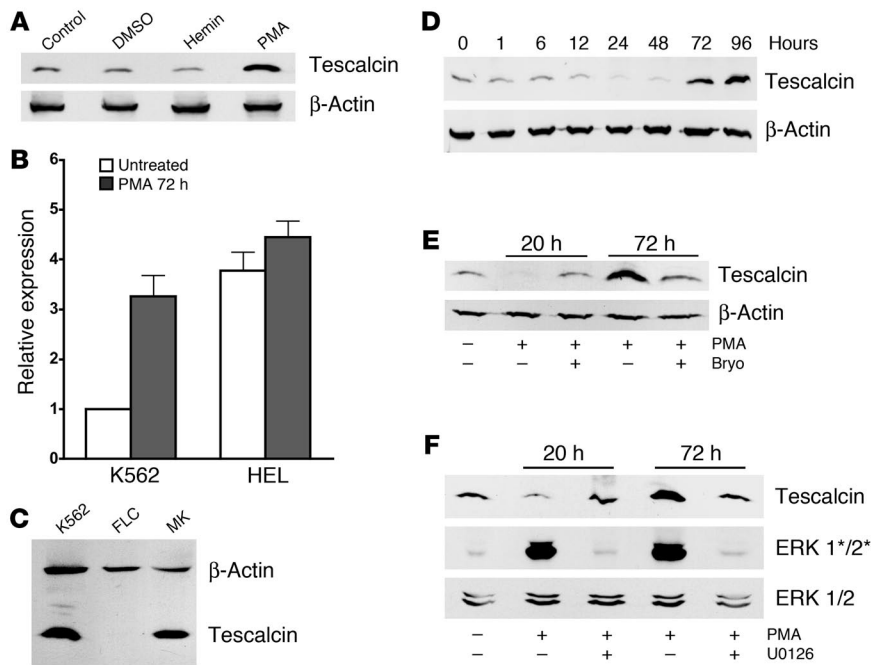 A
Control DMSO Hemin PMA
Tescalcin
β-Actin
B
Relative expression
6
5
4
3
2
1
0
Untreated
PMA 72 h
K562 HEL
C
K562 FLC MK
β-Actin
Tescalcin
D
0 1 6 12 24 48 72 96 Hours
Tescalcin
β-Actin
E
20 h 72 h
Tescalcin
β-Actin
– + + + + PMA
– – + – + Bryo
F
20 h 72 h
Tescalcin
ERK 1*/2*
ERK 1/2
– + + + + PMA
– – + – + U0126